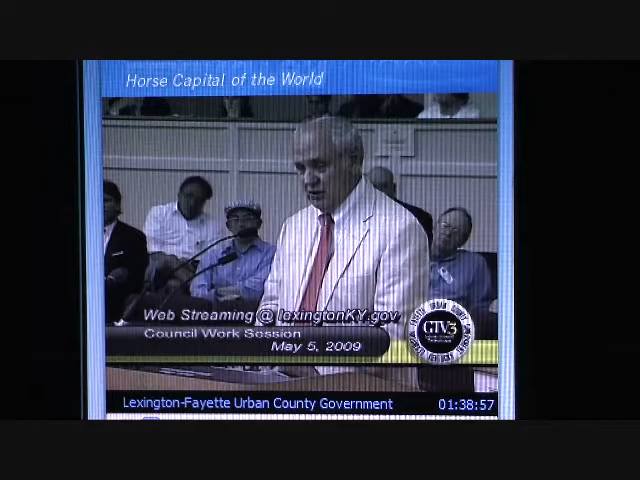 Horse Capital of the World
Web Streaming @ lexingtonKY.gov
Council Work Session
May 5, 2009
GTV3
Lexington-Fayette Urban County Government
01:38:57